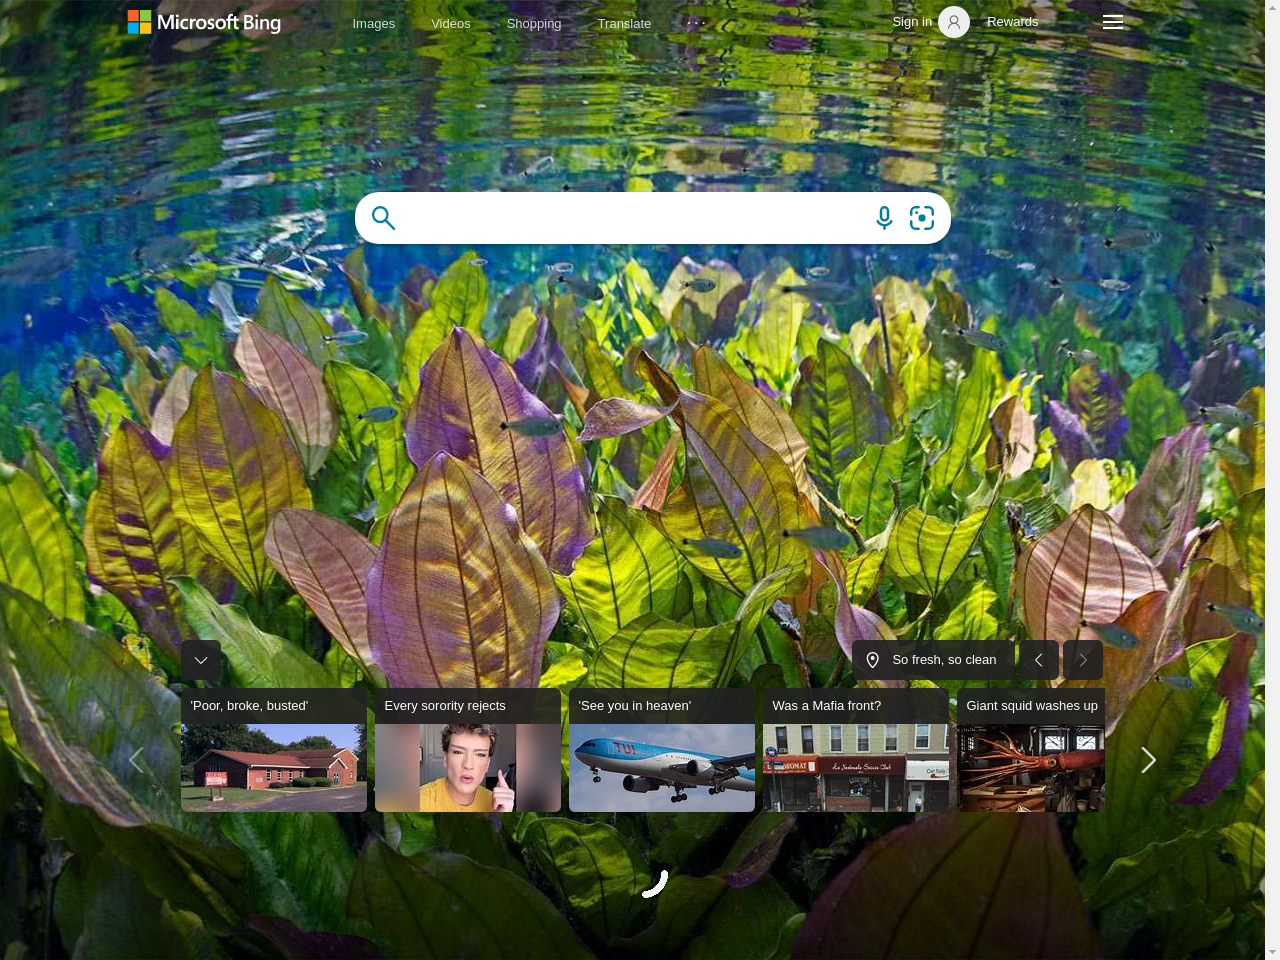 Microsoft Bing
Images
Videos
Shopping
Translate
Sign in
Rewards
So fresh, so clean
'Poor, broke, busted'
Every sorority rejects
'See you in heaven'
Was a Mafia front?
Giant squid washes up
TUI